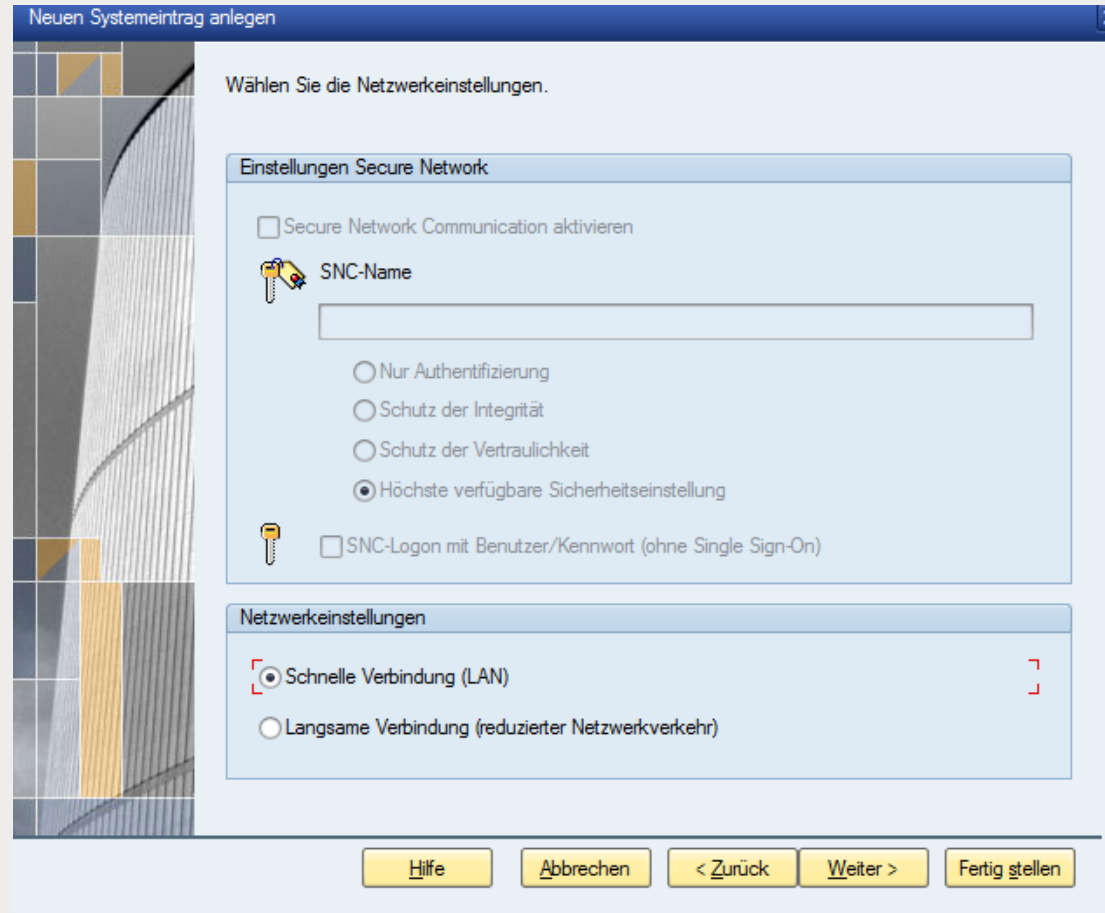 Neuen Systemeintrag anlegen
Wählen Sie die Netzwerkeinstellungen.
Einstellungen Secure Network
Secure Network Communication aktivieren
SNC-Name
Nur Authentifizierung
Schutz der Integrität
Schutz der Vertraulichkeit
Höchste verfügbare Sicherheitseinstellung
SNC-Logon mit Benutzer/Kennwort (ohne Single Sign-On)
Netzwerkeinstellungen
Schnelle Verbindung (LAN)
Langsame Verbindung (reduzierter Netzwerkverkehr)
Hilfe Abbrechen < Zurück Weiter > Fertig stellen